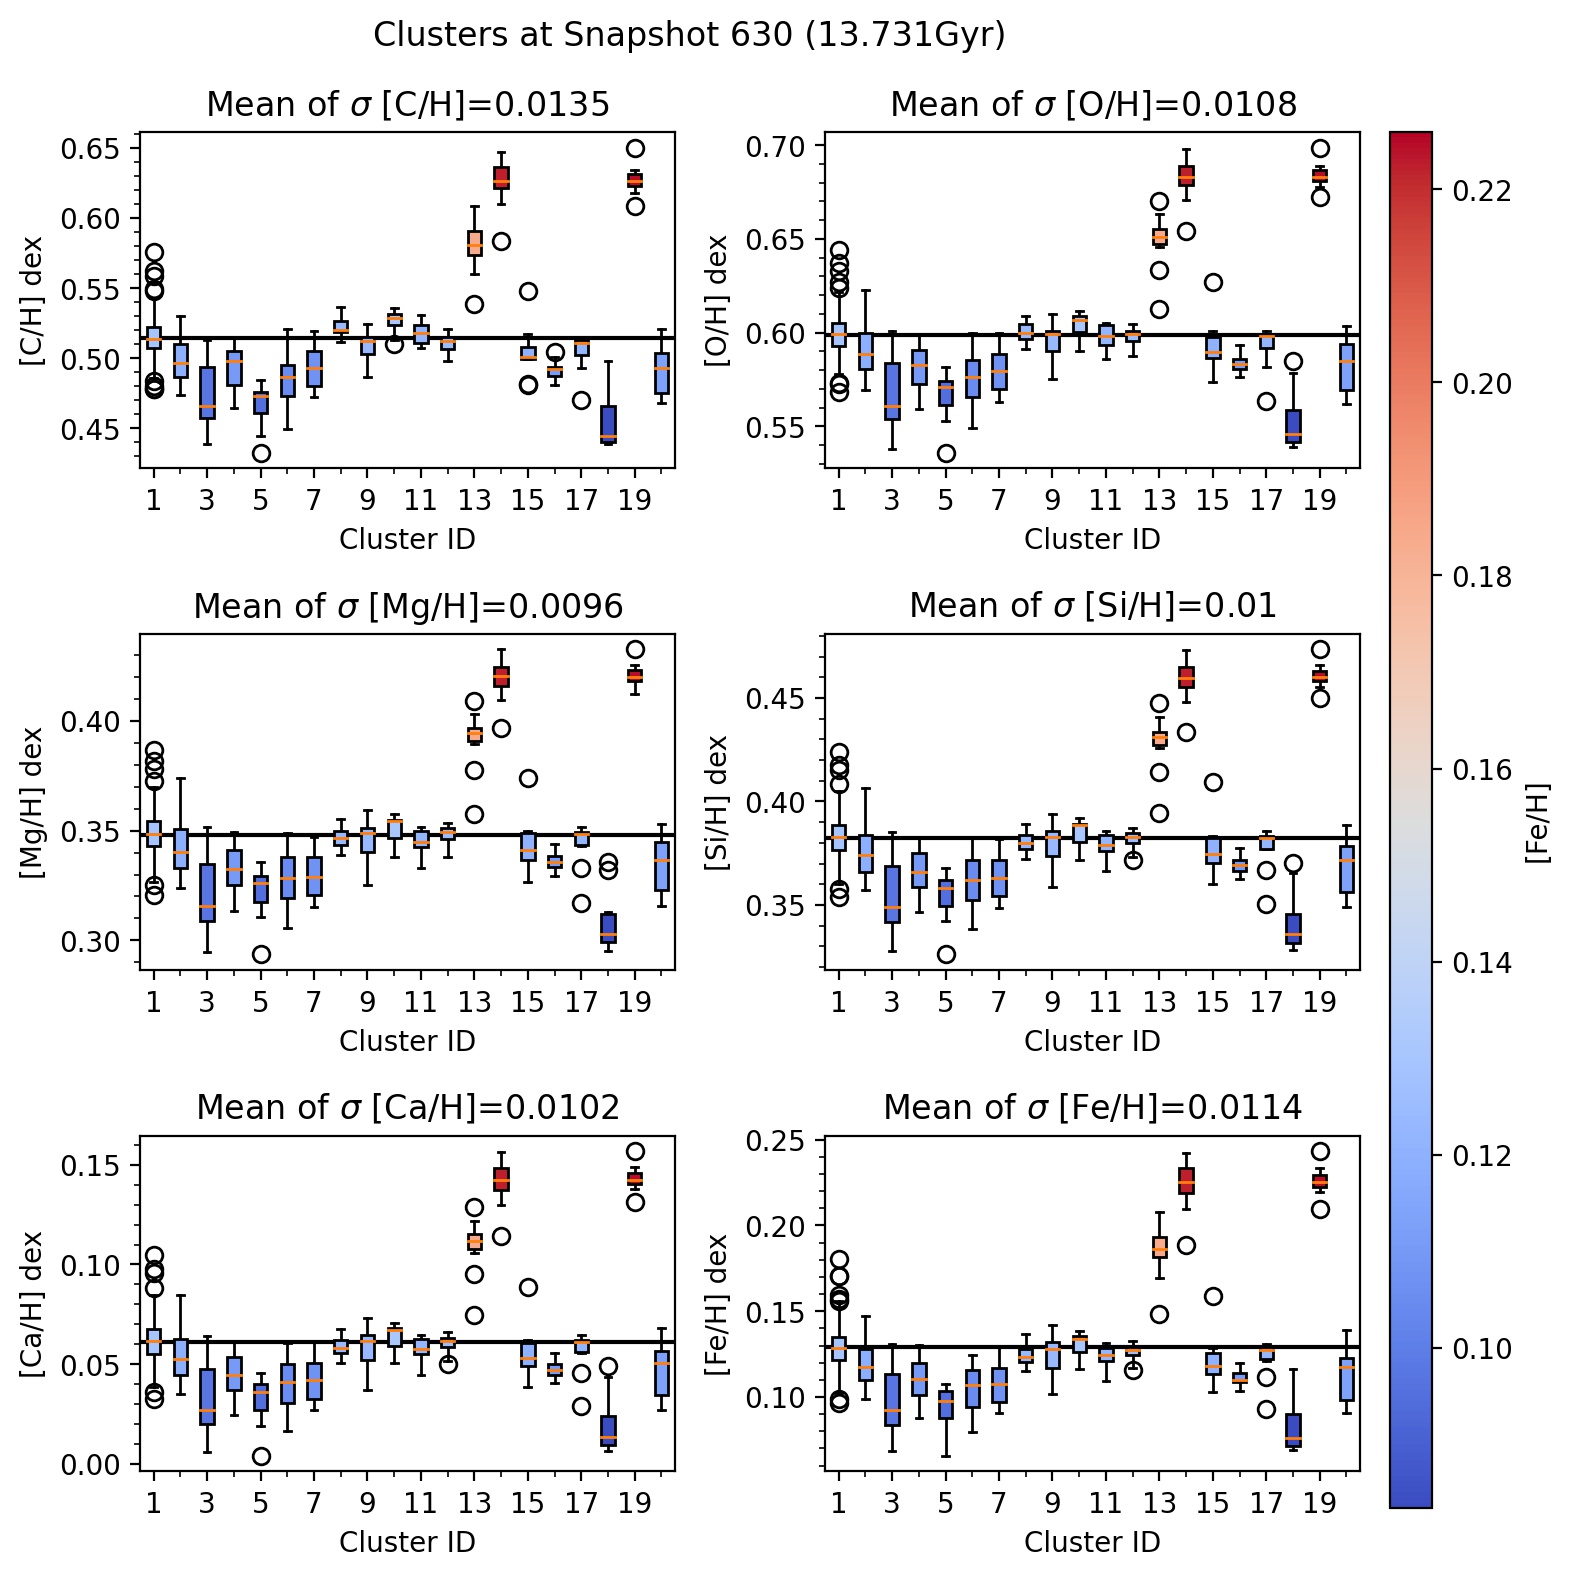 Clusters at Snapshot 630 (13.731Gyr)
Mean of σ [C/H]=0.0135
[C/H] dex
0.65
0.60
0.55
0.50
0.45
1 3 5 7 9 11 13 15 17 19
Cluster ID
Mean of σ [O/H]=0.0108
[O/H] dex
0.70
0.65
0.60
0.55
1 3 5 7 9 11 13 15 17 19
Cluster ID
Mean of σ [Mg/H]=0.0096
[Mg/H] dex
0.40
0.35
0.30
1 3 5 7 9 11 13 15 17 19
Cluster ID
Mean of σ [Si/H]=0.01
[Si/H] dex
0.45
0.40
0.35
1 3 5 7 9 11 13 15 17 19
Cluster ID
Mean of σ [Ca/H]=0.0102
[Ca/H] dex
0.15
0.10
0.05
0.00
1 3 5 7 9 11 13 15 17 19
Cluster ID
Mean of σ [Fe/H]=0.0114
[Fe/H] dex
0.25
0.20
0.15
0.10
1 3 5 7 9 11 13 15 17 19
Cluster ID
0.22
0.20
0.18
0.16
0.14
0.12
0.10
[Fe/H]